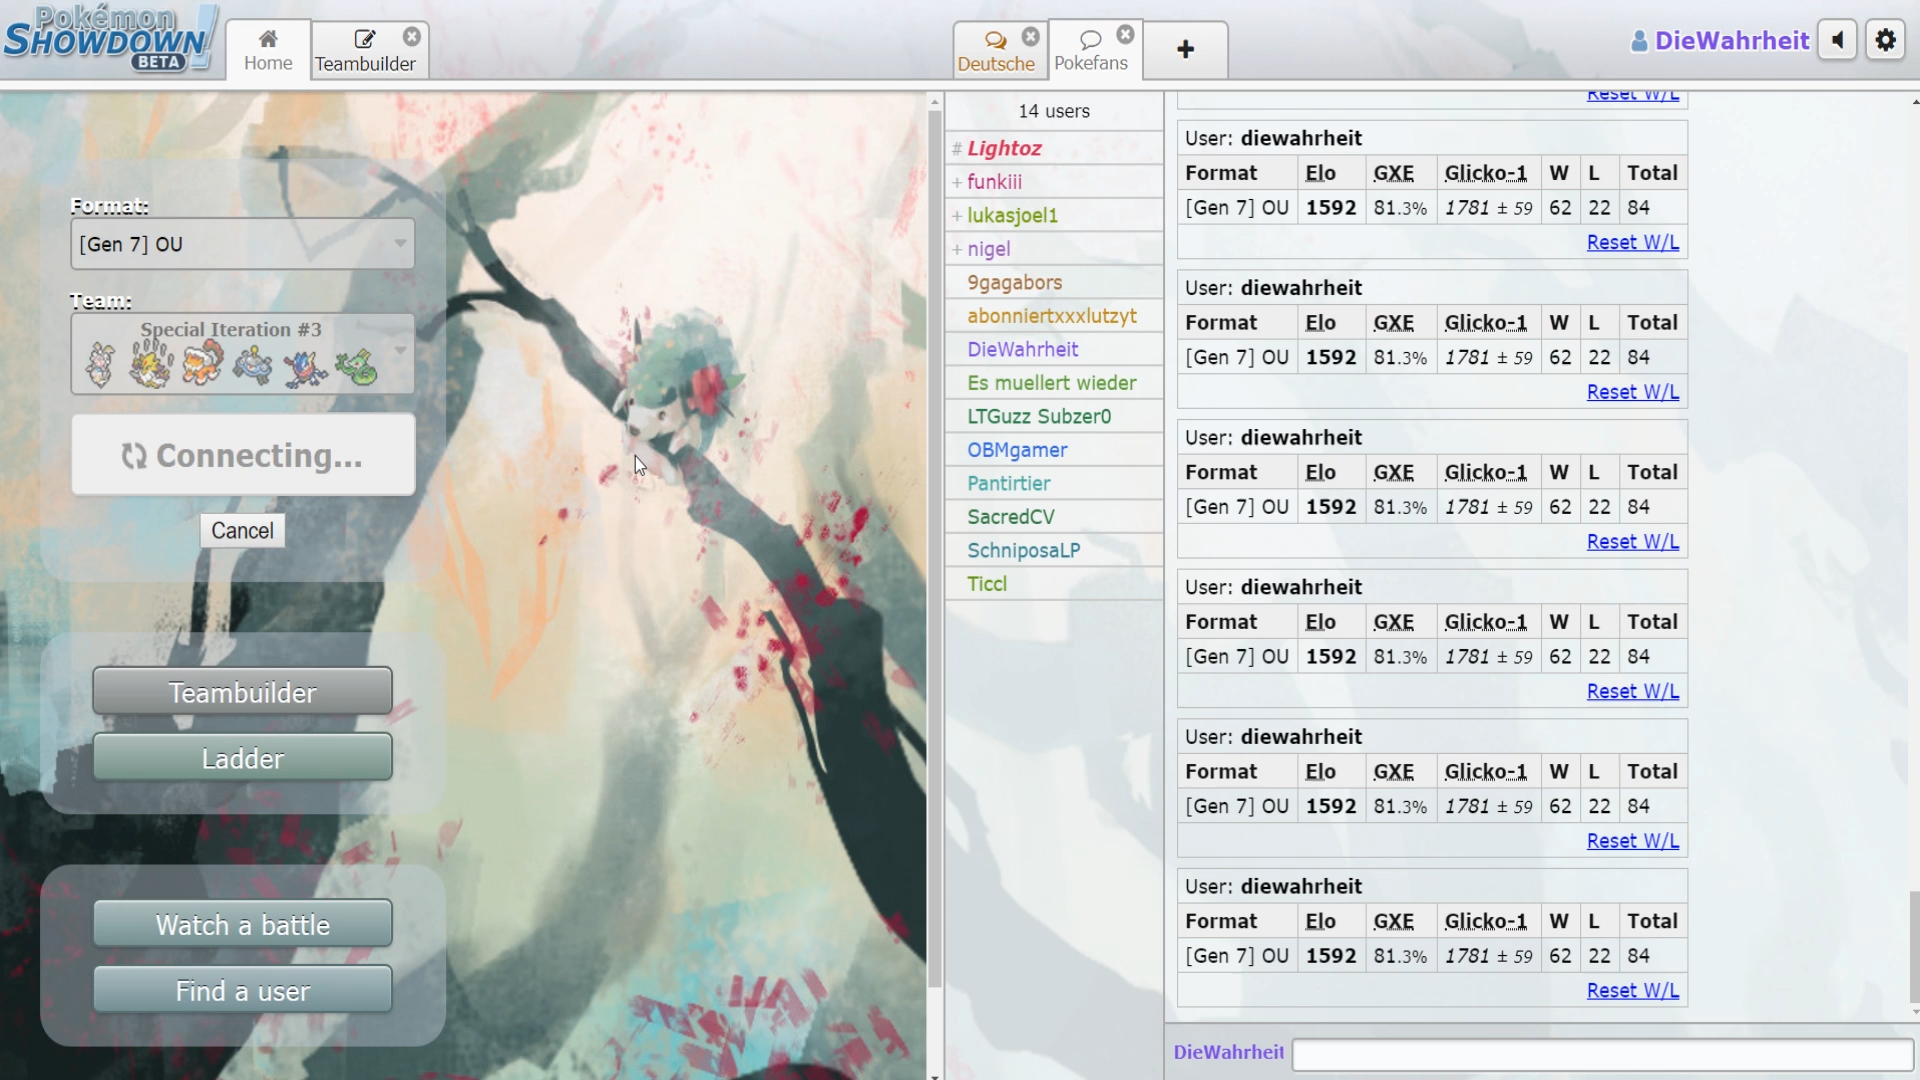 Pokémon
SHOWDOWN!
BETA
Home
Teambuilder
Deutsche
Pokefans
+
DieWahrheit
Format:
[Gen 7] OU
Team:
Special Iteration #3
Connecting...
Cancel
Teambuilder
Ladder
Watch a battle
Find a user
14 users
# Lightoz
+ funkiii
+ lukasjoel1
+ nigel
9gagabors
abonniertxxxlutzyt
DieWahrheit
Es muellert wieder
LTGuzz Subzer0
OBMgamer
Pantirtier
SacredCV
SchniposaLP
Ticcl
Reset W/L
User: diewahrheit
Format Elo GXE Glicko-1 W L Total
[Gen 7] OU 1592 81.3% 1781 ± 59 62 22 84
Reset W/L
User: diewahrheit
Format Elo GXE Glicko-1 W L Total
[Gen 7] OU 1592 81.3% 1781 ± 59 62 22 84
Reset W/L
User: diewahrheit
Format Elo GXE Glicko-1 W L Total
[Gen 7] OU 1592 81.3% 1781 ± 59 62 22 84
Reset W/L
User: diewahrheit
Format Elo GXE Glicko-1 W L Total
[Gen 7] OU 1592 81.3% 1781 ± 59 62 22 84
Reset W/L
User: diewahrheit
Format Elo GXE Glicko-1 W L Total
[Gen 7] OU 1592 81.3% 1781 ± 59 62 22 84
Reset W/L
User: diewahrheit
Format Elo GXE Glicko-1 W L Total
[Gen 7] OU 1592 81.3% 1781 ± 59 62 22 84
Reset W/L
DieWahrheit